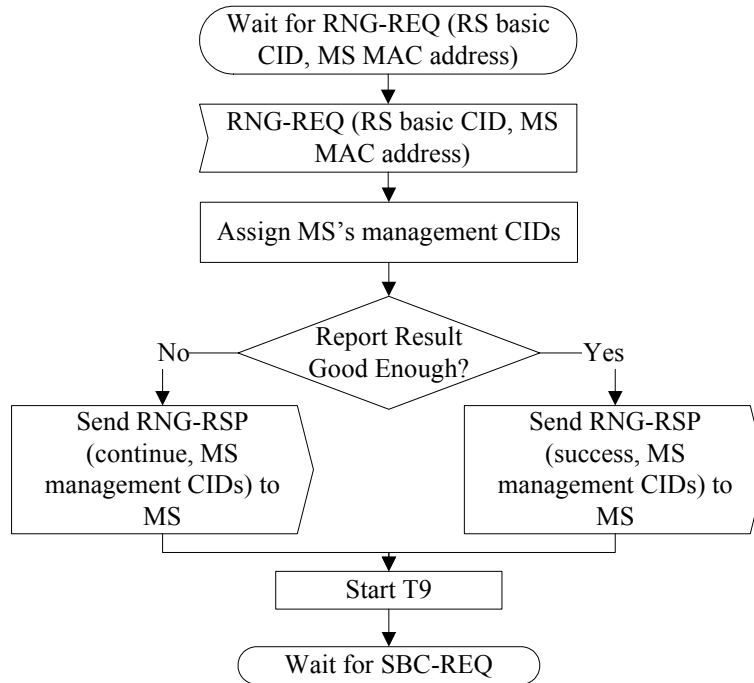 Wait for RNG-REQ (RS basic
CID, MS MAC address)
RNG-REQ (RS basic CID, MS
MAC address)
Assign MS's management CIDs
Report Result
Good Enough?
No
Yes
Send RNG-RSP
(continue, MS
management CIDs) to
MS
Send RNG-RSP
(success, MS
management CIDs) to
MS
Start T9
Wait for SBC-REQ